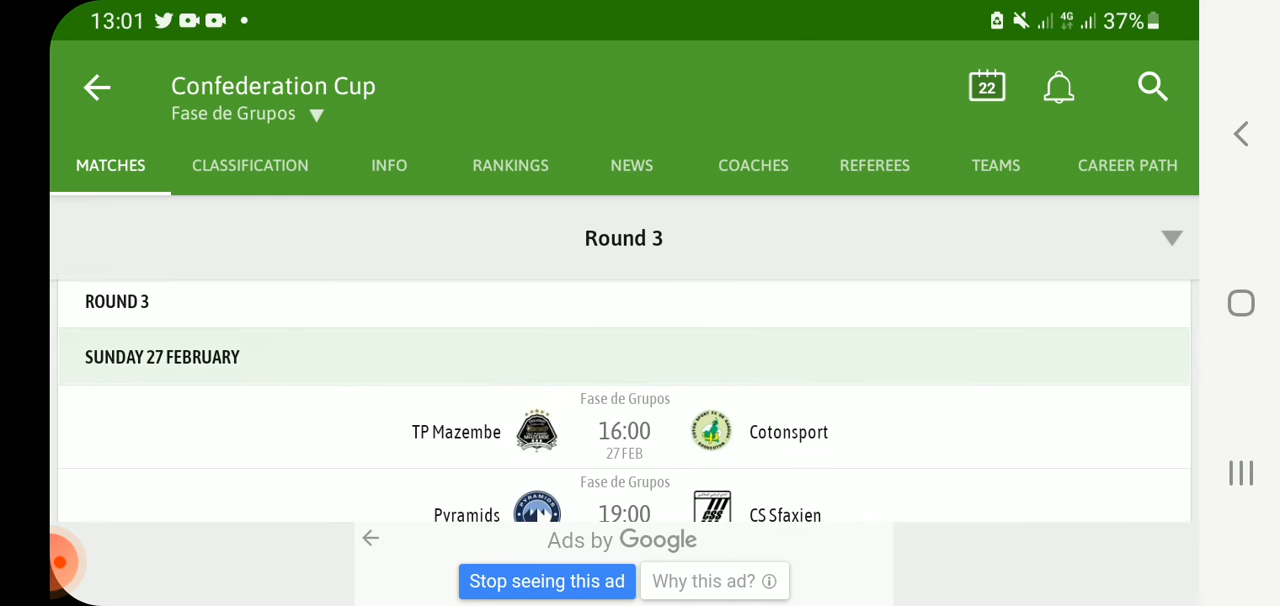 13:01 4G 37%
Confederation Cup 22
Fase de Grupos
MATCHES CLASSIFICATION INFO RANKINGS NEWS COACHES REFEREES TEAMS CAREER PATH
Round 3
ROUND 3
SUNDAY 27 FEBRUARY
Fase de Grupos
TP Mazembe 16:00 Cotonsport
27 FEB
Fase de Grupos
Pyramids 19:00 CS Sfaxien
Ads by Google
Stop seeing this ad Why this ad?